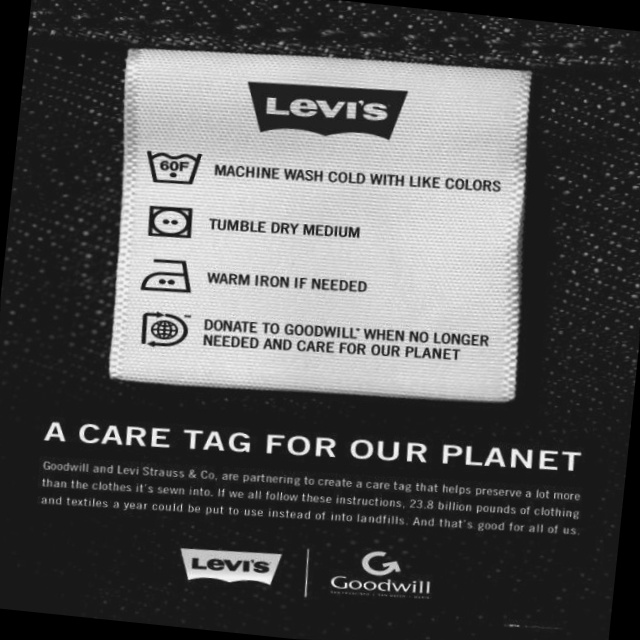 LEVI'S
60F
MACHINE WASH COLD WITH LIKE COLORS
TUMBLE DRY MEDIUM
WARM IRON IF NEEDED
DONATE TO GOODWILL™ WHEN NO LONGER
NEEDED AND CARE FOR OUR PLANET
A CARE TAG FOR OUR PLANET
Goodwill and Levi Strauss & Co. are partnering to create a care tag that helps preserve a lot more
than the clothes it's sewn into. If we all follow these instructions, 23.8 billion pounds of clothing
and textiles a year could be put to use instead of into landfills. And that's good for all of us.
LEVI'S
Goodwill